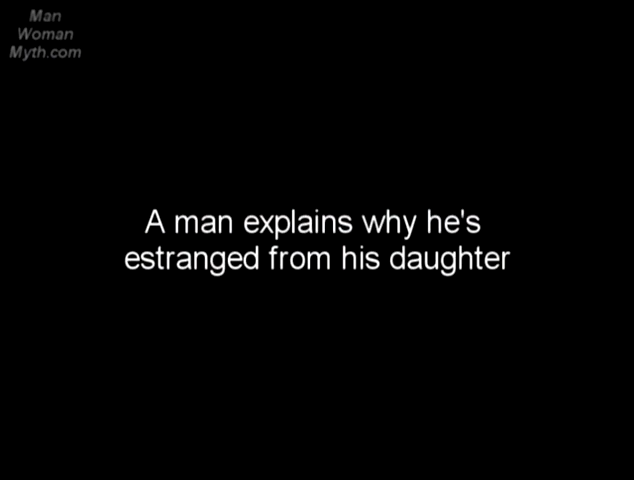 Man
Woman
Myth.com
A man explains why he's
estranged from his daughter